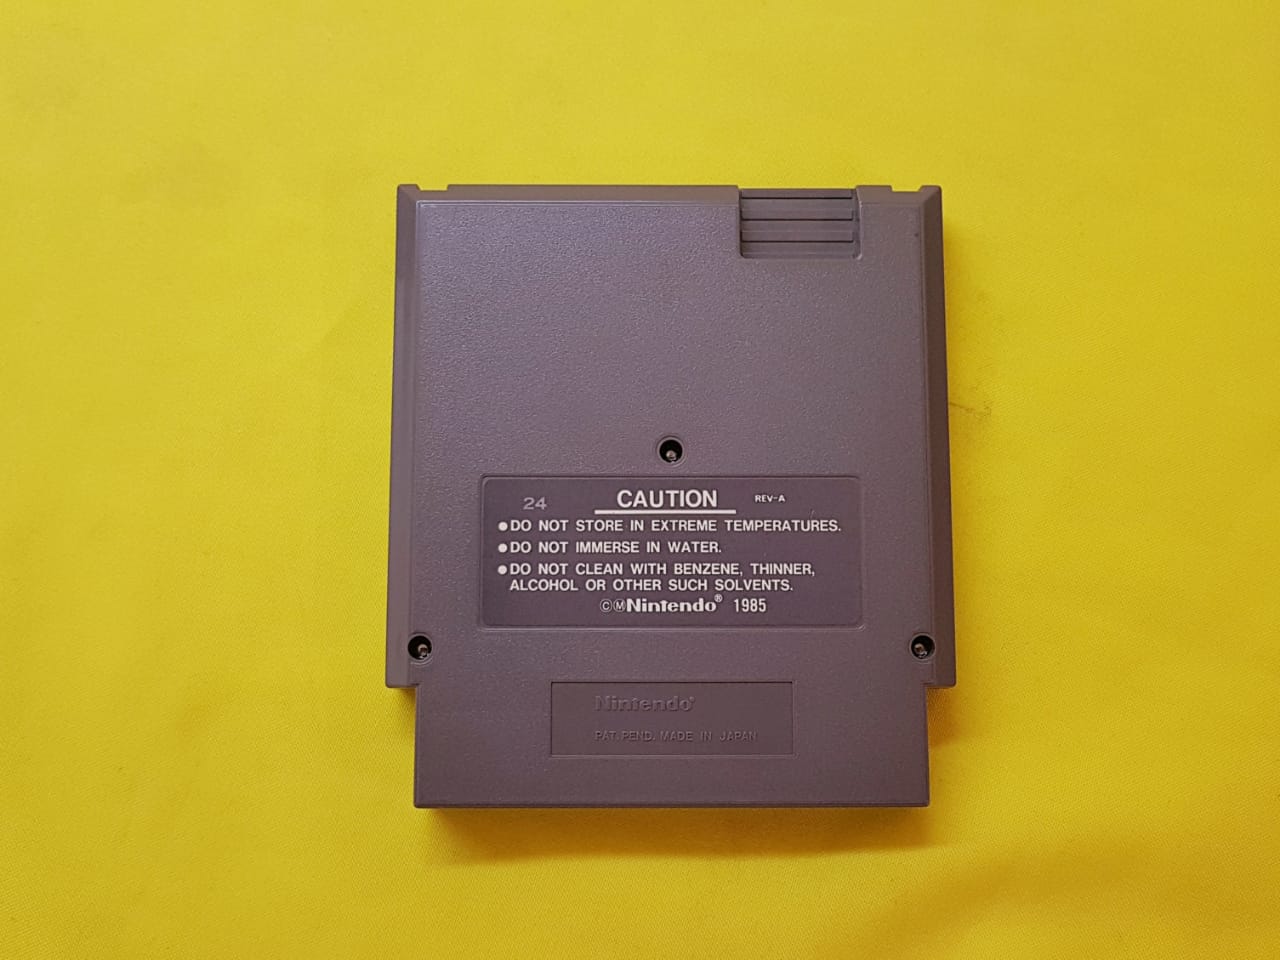 24 CAUTION REV-A
●DO NOT STORE IN EXTREME TEMPERATURES.
●DO NOT IMMERSE IN WATER.
●DO NOT CLEAN WITH BENZENE, THINNER,
ALCOHOL OR OTHER SUCH SOLVENTS.
©ⓂNintendo® 1985
Nintendo®
PAT. PEND. MADE IN JAPAN